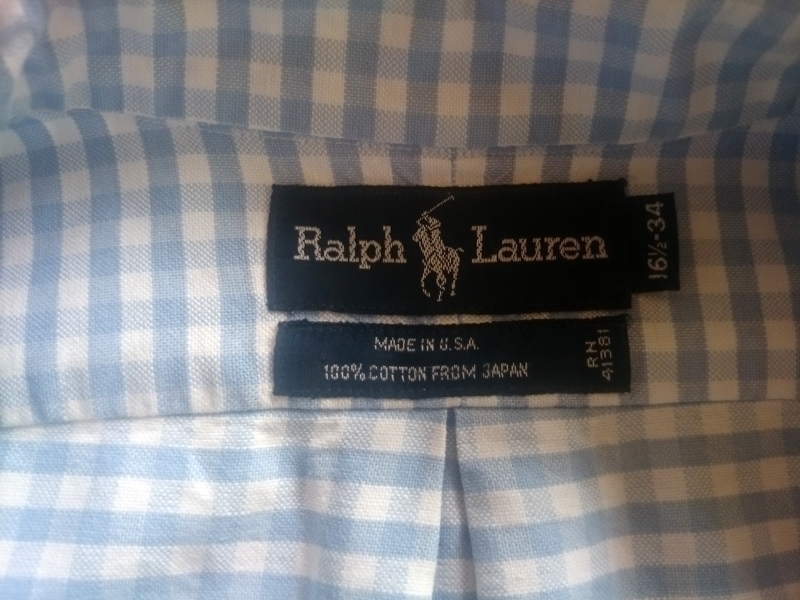 Ralph Lauren
16½-34
MADE IN U.S.A.
100% COTTON FROM JAPAN
RN
41381